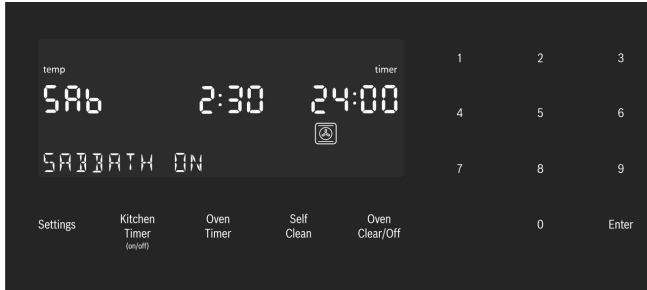 temp timer
SAb 2:30 24:00
SABBATH ON
Settings
Kitchen
Timer
(on/off)
Oven
Timer
Self
Clean
Oven
Clear/Off
1 2 3
4 5 6
7 8 9
0 Enter